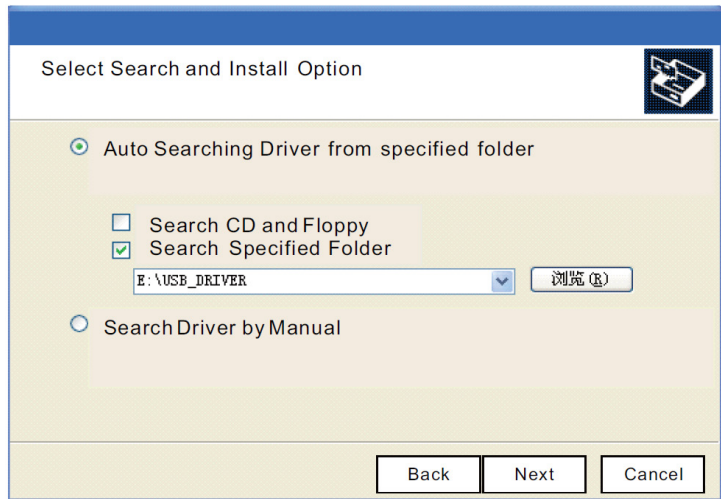 Select Search and Install Option
Auto Searching Driver from specified folder
Search CD and Floppy
Search Specified Folder
E:\USB_DRIVER
浏览(R)
Search Driver by Manual
Back
Next
Cancel